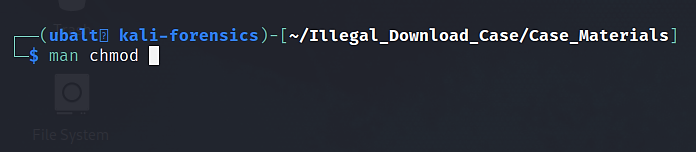 ┌──(ubalt㉿ kali-forensics)-[~/Illegal_Download_Case/Case_Materials]
└─$ man chmod
File System